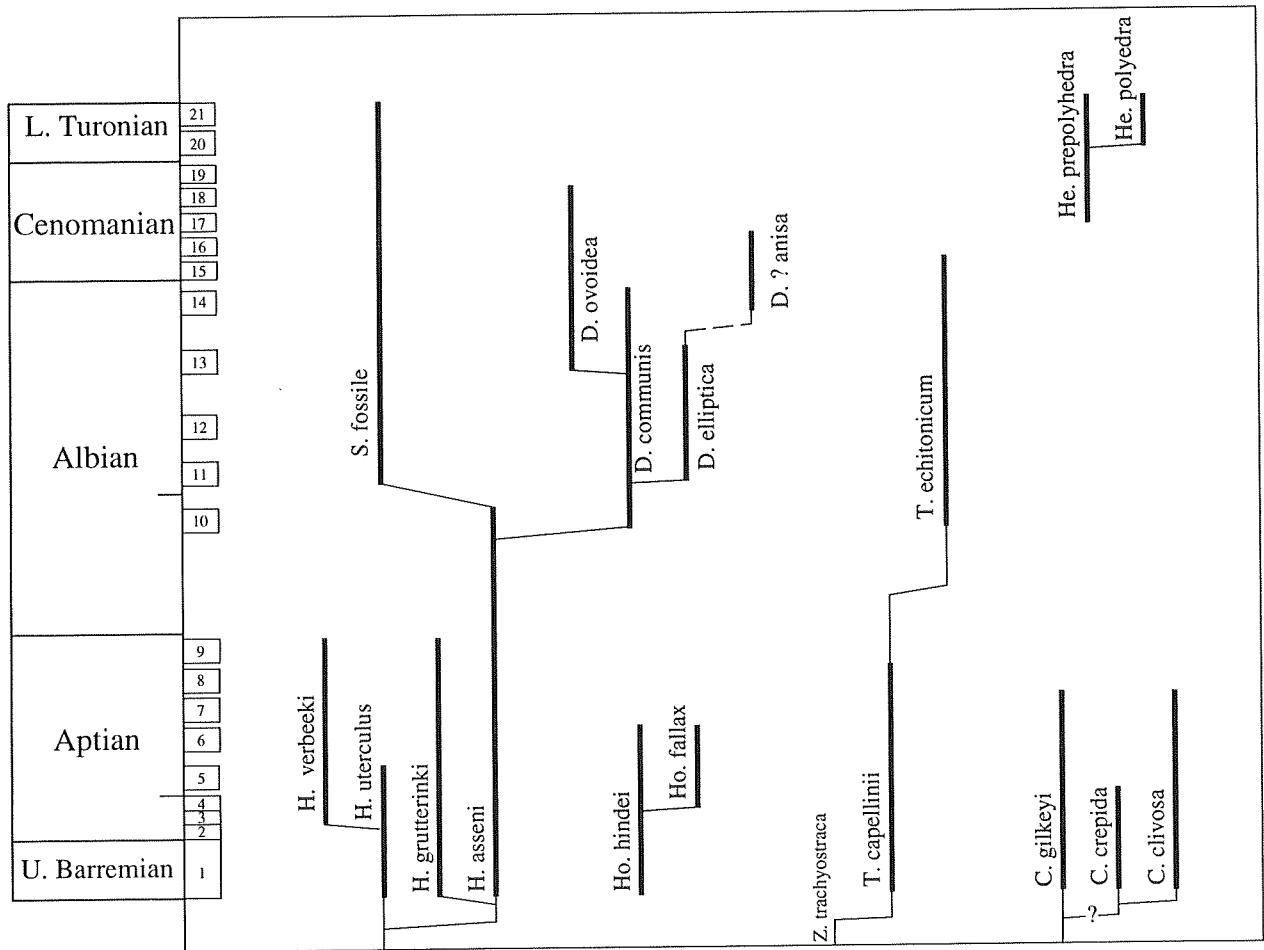 L. Turonian
Cenomanian
Albian
Aptian
U. Barremian
21
20
19
18
17
16
15
14
13
12
11
10
9
8
7
6
5
4
3
2
1
H. verbeeki
H. uterculus
H. grutterinki
H. asseni
S. fossile
D. ovoidea
D. communis
D. elliptica
D. ? anisa
Ho. hindei
Ho. fallax
Z. trachyostraca
T. capellinii
T. echitonicum
C. gilkeyi
?
C. crepida
C. clivosa
He. prepolyhedra
He. polyedra